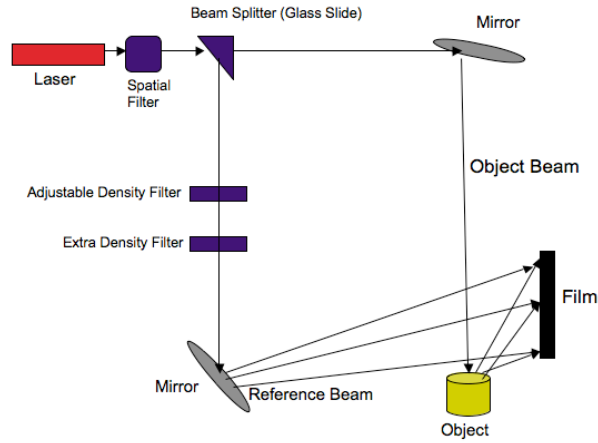 Beam Splitter (Glass Slide)
Mirror
Laser
Spatial
Filter
Object Beam
Adjustable Density Filter
Extra Density Filter
Film
Mirror
Reference Beam
Object